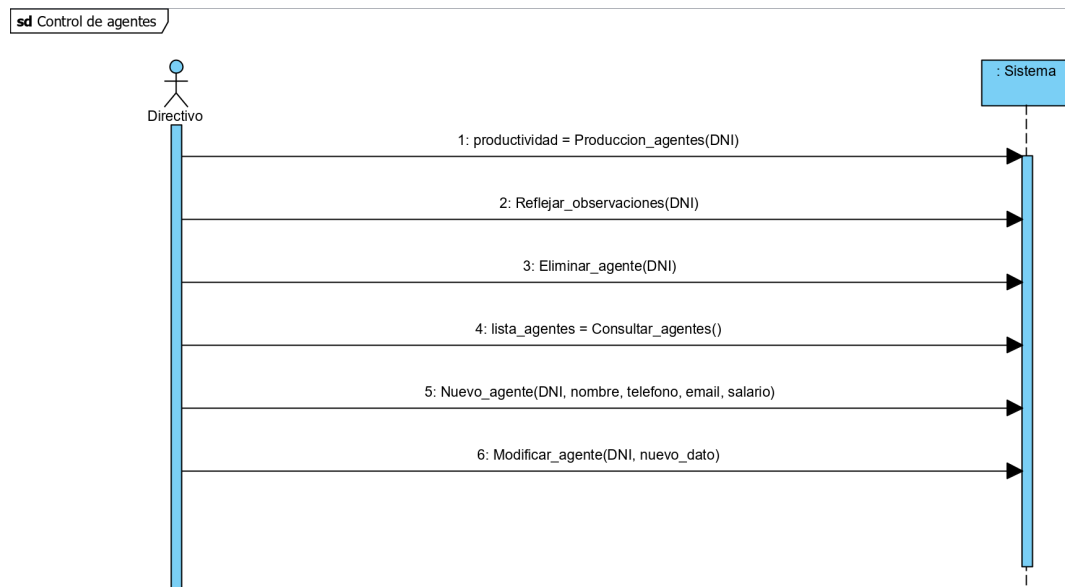 sd Control de agentes
: Sistema
Directivo
1: productividad = Produccion_agentes(DNI)
2: Reflejar_observaciones(DNI)
3: Eliminar_agente(DNI)
4: lista_agentes = Consultar_agentes()
5: Nuevo_agente(DNI, nombre, telefono, email, salario)
6: Modificar_agente(DNI, nuevo_dato)